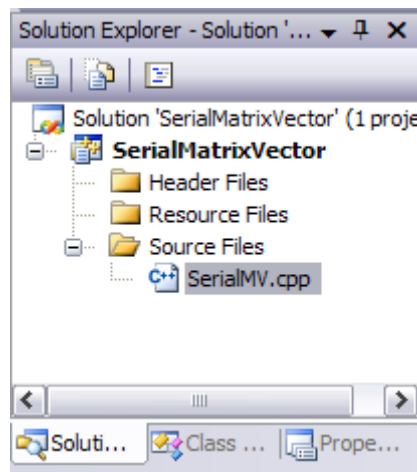 Solution Explorer - Solution '...
Solution 'SerialMatrixVector' (1 proje
SerialMatrixVector
Header Files
Resource Files
Source Files
C++ SerialMV.cpp
Soluti... Class ... Prope...